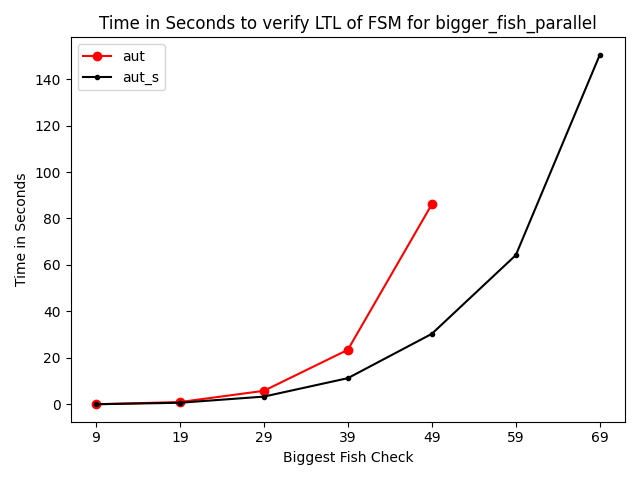 Time in Seconds to verify LTL of FSM for bigger_fish_parallel
aut
aut_s
140
120
100
80
60
40
20
0
Time in Seconds
9 19 29 39 49 59 69
Biggest Fish Check